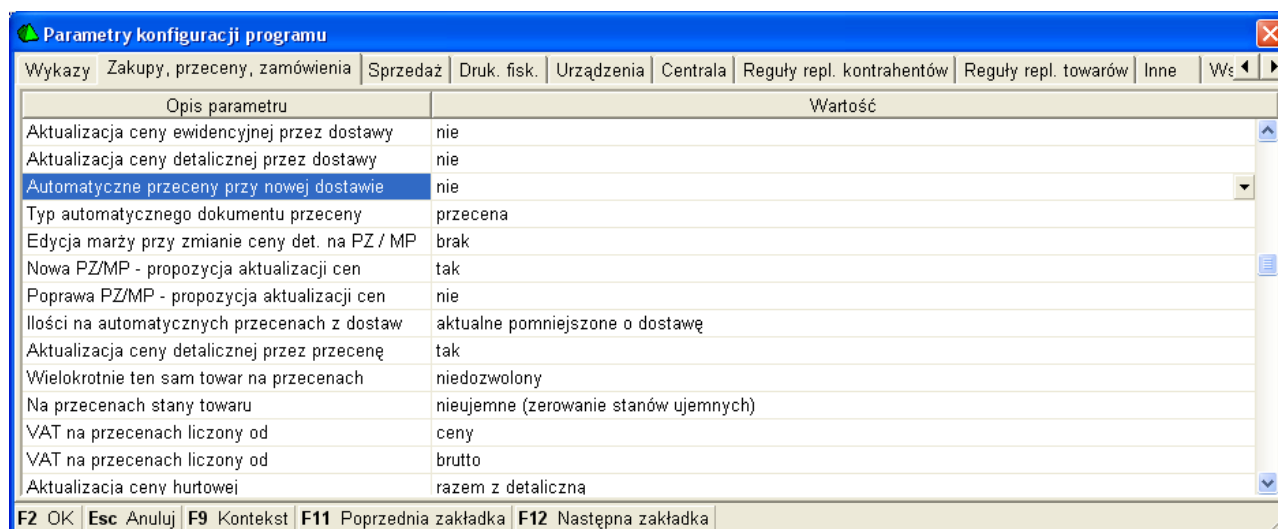 Parametry konfiguracji programu
Wykazy Zakupy, przeceny, zamówienia Sprzedaż Druk. fisk. Urządzenia Centrala Reguły repl. kontrahentów Reguły repl. towarów Inne
Opis parametru Wartość
Aktualizacja ceny ewidencyjnej przez dostawy nie
Aktualizacja ceny detalicznej przez dostawy nie
Automatyczne przeceny przy nowej dostawie nie
Typ automatycznego dokumentu przeceny przecena
Edycja marży przy zmianie ceny det. na PZ / MP brak
Nowa PZ/MP - propozycja aktualizacji cen tak
Poprawa PZ/MP - propozycja aktualizacji cen nie
Ilości na automatycznych przecenach z dostaw aktualne pomniejszone o dostawę
Aktualizacja ceny detalicznej przez przecenę tak
Wielokrotnie ten sam towar na przecenach niedozwolony
Na przecenach stany towaru nieujemne (zerowanie stanów ujemnych)
VAT na przecenach liczony od ceny
VAT na przecenach liczony od brutto
Aktualizacja ceny hurtowej razem z detaliczną
F2 OK Esc Anuluj F9 Kontekst F11 Poprzednia zakładka F12 Następna zakładka